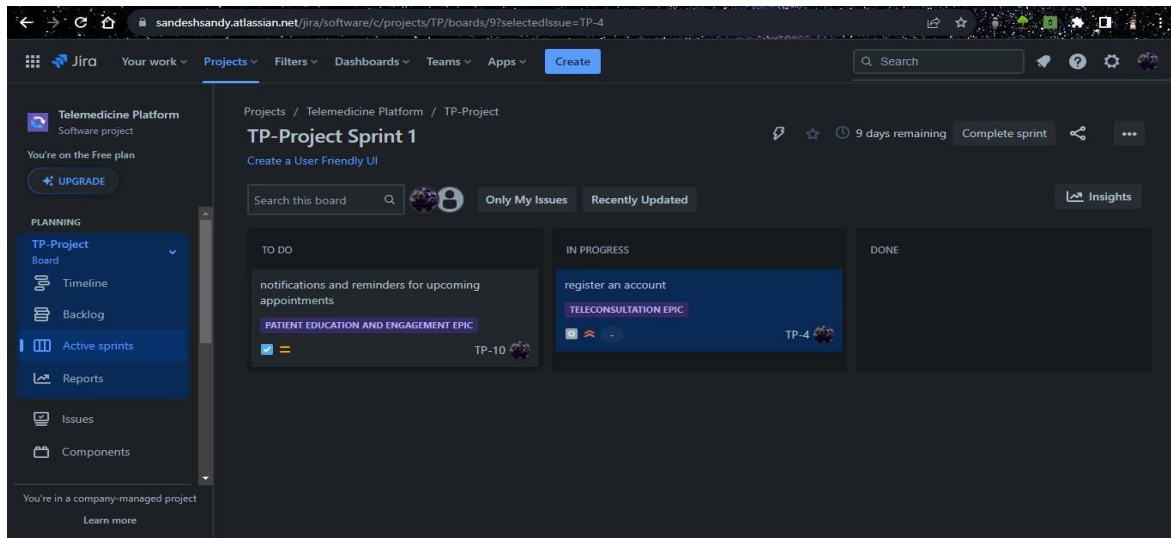 sandeshsandy.atlassian.net/jira/software/c/projects/TP/boards/9?selectedIssue=TP-4
Jira Your work Projects Filters Dashboards Teams Apps Create Search
Telemedicine Platform
Software project
You're on the Free plan
UPGRADE
PLANNING
TP-Project
Board
Timeline
Backlog
Active sprints
Reports
Issues
Components
You're in a company-managed project
Learn more
Projects / Telemedicine Platform / TP-Project
TP-Project Sprint 1
9 days remaining Complete sprint
Create a User Friendly UI
Search this board Only My Issues Recently Updated Insights
TO DO
notifications and reminders for upcoming
appointments
PATIENT EDUCATION AND ENGAGEMENT EPIC
TP-10
IN PROGRESS
register an account
TELECONSULTATION EPIC
- TP-4
DONE